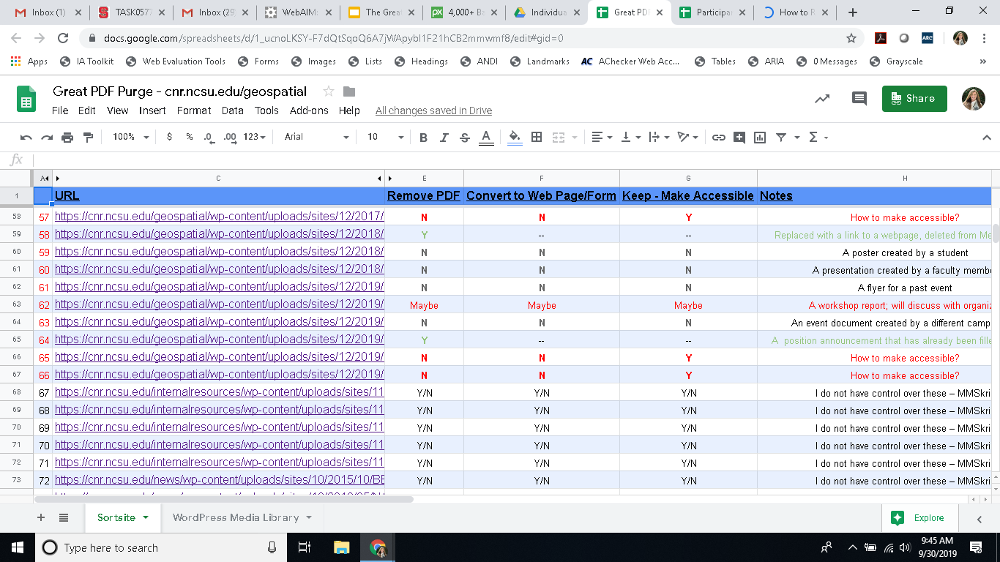 Inbox (1)
TASK0577
Inbox (29
WebAIM:
The Great
4,000+ Ba
Individua
Great PDF
Participan
How to R
docs.google.com/spreadsheets/d/1_ucnoLKSY-F7dQtSqoQ6A7jWApybl1F21hCB2mmwmf8/edit#gid=0
ARC
Apps IA Toolkit Web Evaluation Tools Forms Images Lists Headings ANDI Landmarks AC AChecker Web Acc... Tables ARIA 0 Messages Grayscale »
Great PDF Purge - cnr.ncsu.edu/geospatial
File Edit View Insert Format Data Tools Add-ons Help All changes saved in Drive
Share
100% $ % .0 .00 123 Arial 10 B I S A
fx
A C E F G H
1 URL Remove PDF Convert to Web Page/Form Keep - Make Accessible Notes
58 57 https://cnr.ncsu.edu/geospatial/wp-content/uploads/sites/12/2017/ N N Y How to make accessible?
59 58 https://cnr.ncsu.edu/geospatial/wp-content/uploads/sites/12/2018/ Y -- -- Replaced with a link to a webpage, deleted from Me
60 59 https://cnr.ncsu.edu/geospatial/wp-content/uploads/sites/12/2018/ N N N A poster created by a student
61 60 https://cnr.ncsu.edu/geospatial/wp-content/uploads/sites/12/2018/ N N N A presentation created by a faculty membe
62 61 https://cnr.ncsu.edu/geospatial/wp-content/uploads/sites/12/2019/ N N N A flyer for a past event
63 62 https://cnr.ncsu.edu/geospatial/wp-content/uploads/sites/12/2019/ Maybe Maybe Maybe A workshop report; will discuss with organiz
64 63 https://cnr.ncsu.edu/geospatial/wp-content/uploads/sites/12/2019/ N N N An event document created by a different camp
65 64 https://cnr.ncsu.edu/geospatial/wp-content/uploads/sites/12/2019/ Y -- -- A position announcement that has already been fille
66 65 https://cnr.ncsu.edu/geospatial/wp-content/uploads/sites/12/2019/ N N Y How to make accessible?
67 66 https://cnr.ncsu.edu/geospatial/wp-content/uploads/sites/12/2019/ N N Y How to make accessible?
68 67 https://cnr.ncsu.edu/internalresources/wp-content/uploads/sites/11 Y/N Y/N Y/N I do not have control over these – MMSkri
69 68 https://cnr.ncsu.edu/internalresources/wp-content/uploads/sites/11 Y/N Y/N Y/N I do not have control over these – MMSkri
70 69 https://cnr.ncsu.edu/internalresources/wp-content/uploads/sites/11 Y/N Y/N Y/N I do not have control over these – MMSkri
71 70 https://cnr.ncsu.edu/internalresources/wp-content/uploads/sites/11 Y/N Y/N Y/N I do not have control over these – MMSkri
72 71 https://cnr.ncsu.edu/internalresources/wp-content/uploads/sites/11 Y/N Y/N Y/N I do not have control over these – MMSkri
73 72 https://cnr.ncsu.edu/news/wp-content/uploads/sites/10/2015/10/BE Y/N Y/N Y/N I do not have control over these – MMSkri
Sortsite WordPress Media Library Explore
Type here to search
9:45 AM
9/30/2019